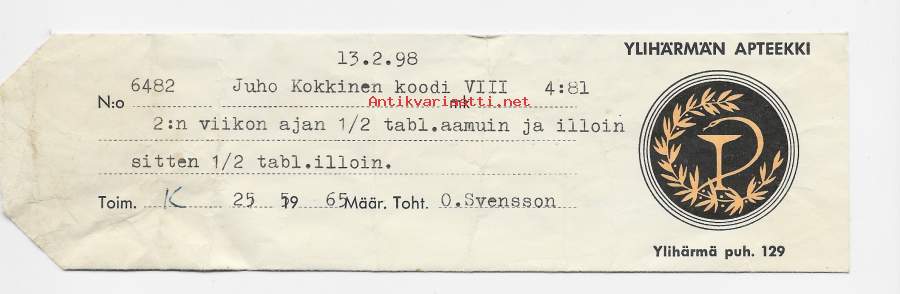 YLIHÄRMÄN APTEEKKI
13.2.98
N:o 6482 Juho Kokkinen koodi VIII 4:81
mk
Antikvariaatti.net
2:n viikon ajan 1/2 tabl.aamuin ja illoin
sitten 1/2 tabl.illoin.
Toim. K 25 5 19 65 Määr. Toht. O.Svensson
Ylihärmä puh. 129